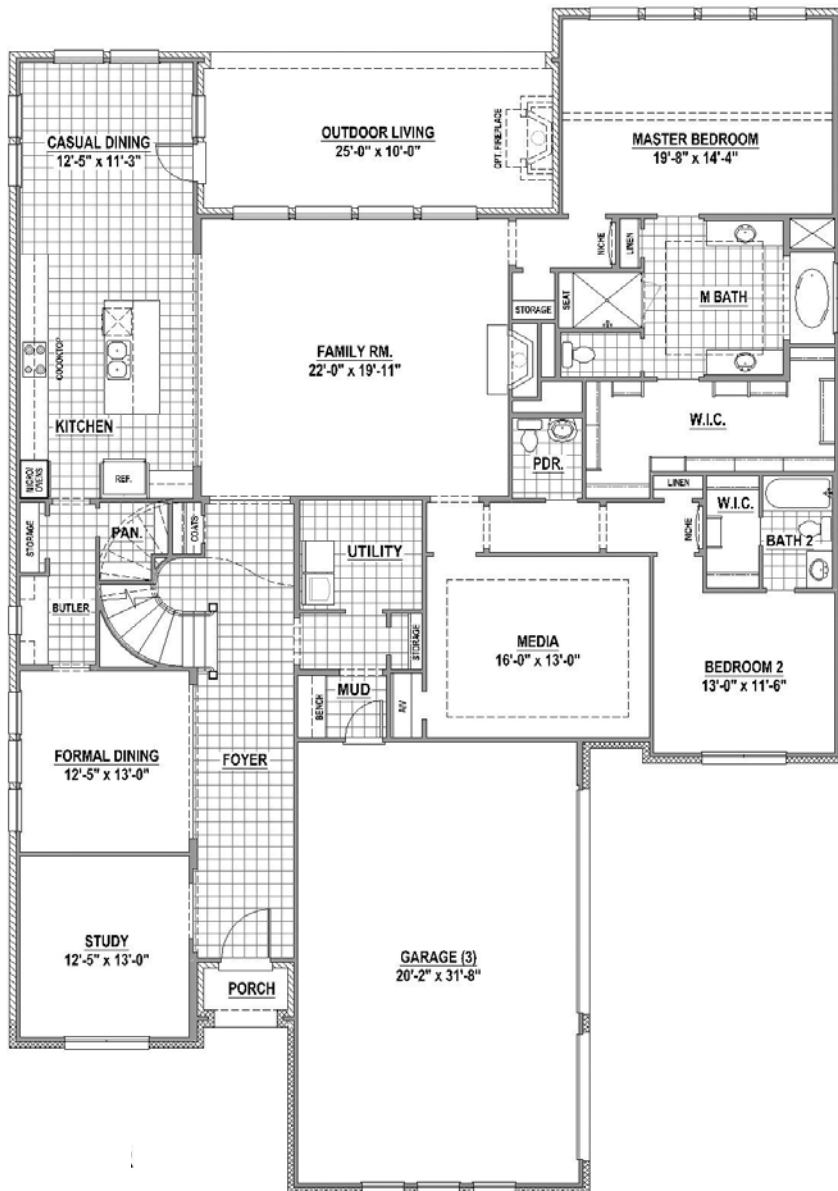 CASUAL DINING
12'-5" x 11'-3"
OUTDOOR LIVING
25'-0" x 10'-0"
OPT. FIREPLACE
MASTER BEDROOM
19'-8" x 14'-4"
NICHE
LINEN
STORAGE
SEAT
M BATH
COOKTOP
FAMILY RM.
22'-0" x 19'-11"
KITCHEN
W.I.C.
MICRO/
OVENS
REF.
PDR.
LINEN
W.I.C.
STORAGE
PAN.
COATS
UTILITY
NICHE
BATH 2
BUTLER
STORAGE
MEDIA
16'-0" x 13'-0"
BEDROOM 2
13'-0" x 11'-6"
MUD
BENCH
A/V
FORMAL DINING
12'-5" x 13'-0"
FOYER
STUDY
12'-5" x 13'-0"
GARAGE (3)
20'-2" x 31'-8"
PORCH